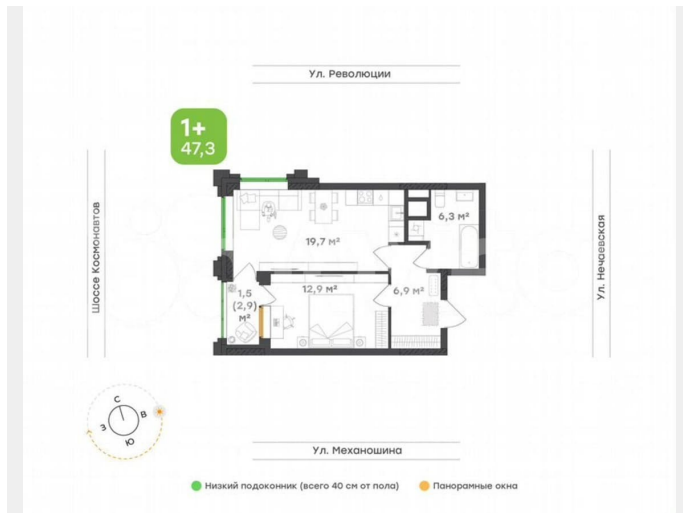 Ул. Революции
1+
47,3
6,3 м²
19,7 м²
Шоссе Космонавтов
Ул. Нечаевская
1,5
(2,9)
м²
12,9 м²
6,9 м²
С
В
З
Ю
Ул. Механошина
Низкий подоконник (всего 40 см от пола)
Панорамные окна